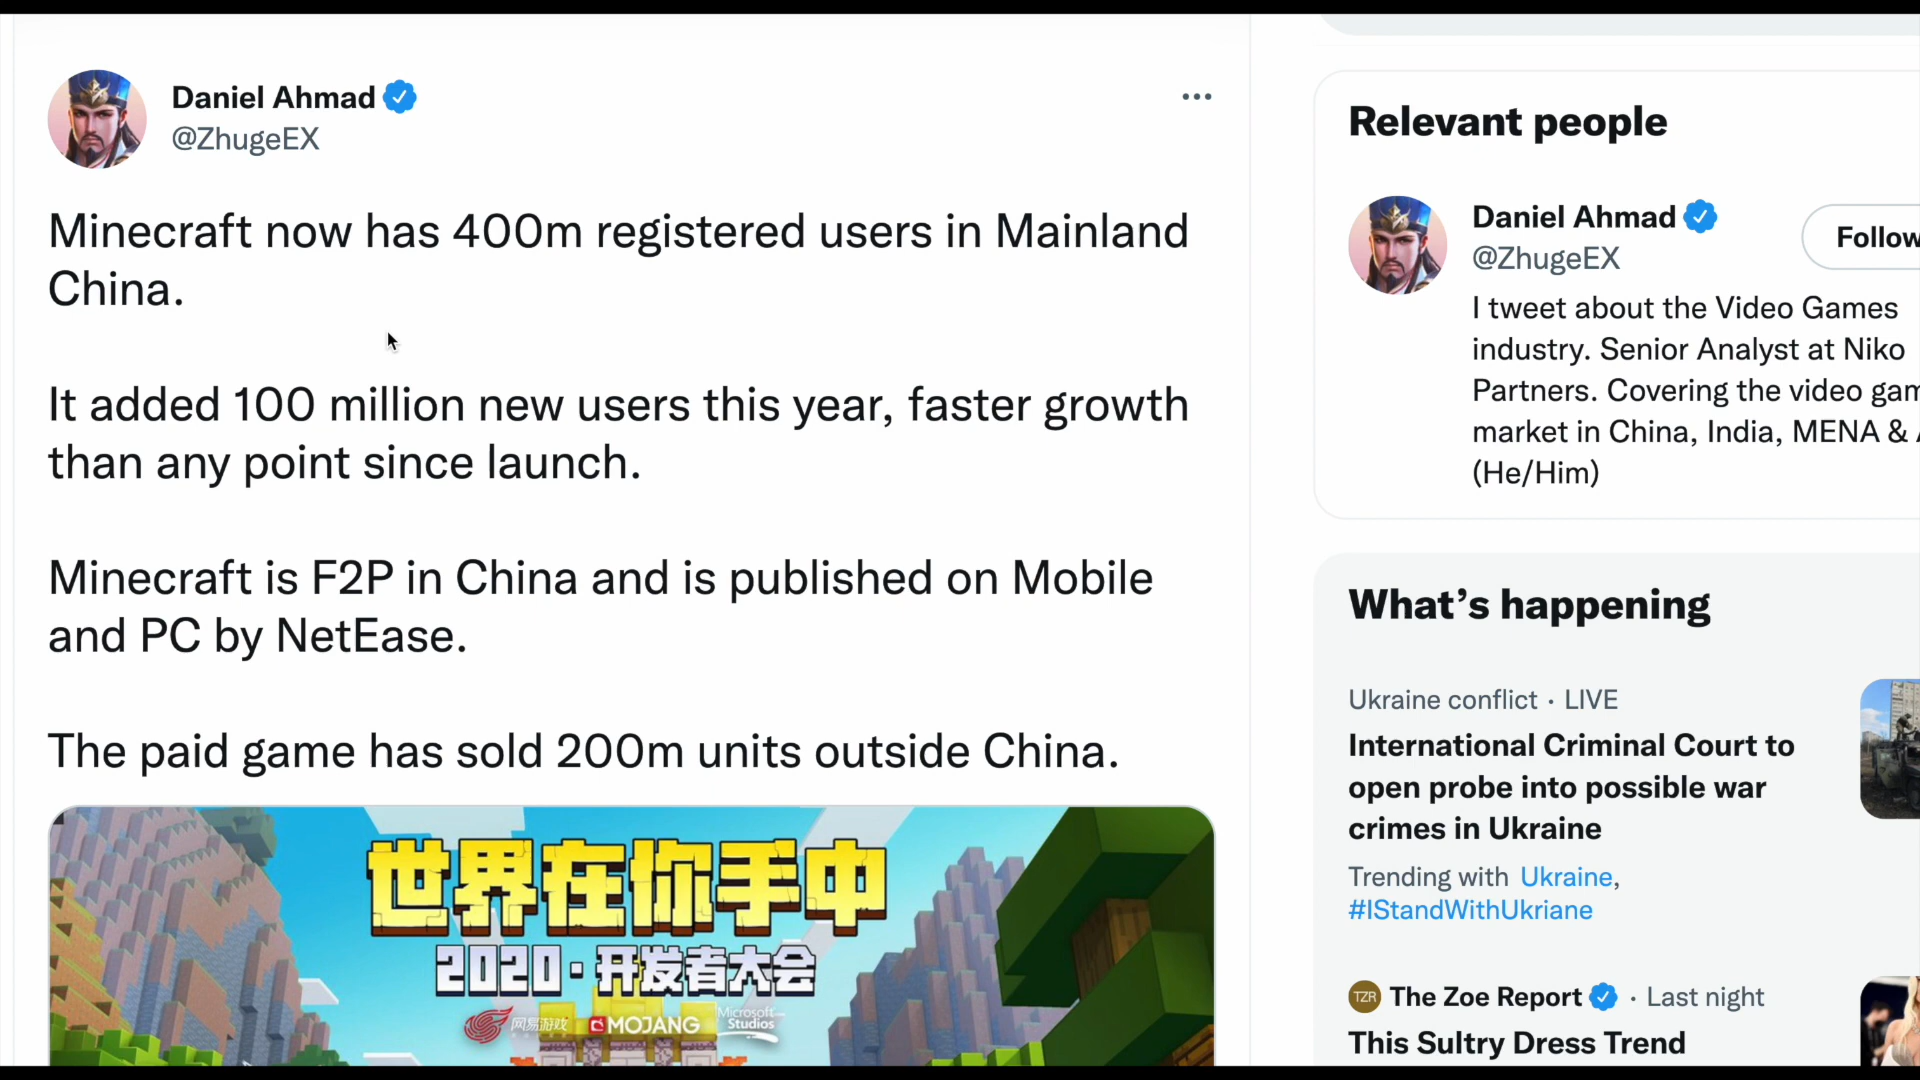 Daniel Ahmad
@ZhugeEX
Minecraft now has 400m registered users in Mainland
China.
It added 100 million new users this year, faster growth
than any point since launch.
Minecraft is F2P in China and is published on Mobile
and PC by NetEase.
The paid game has sold 200m units outside China.
世界在你手中
2020·开发者大会
网易游戏 MOJANG Microsoft Studios
Relevant people
Daniel Ahmad
@ZhugeEX
Follow
I tweet about the Video Games
industry. Senior Analyst at Niko
Partners. Covering the video gam
market in China, India, MENA &
(He/Him)
What’s happening
Ukraine conflict · LIVE
International Criminal Court to
open probe into possible war
crimes in Ukraine
Trending with Ukraine,
#IStandWithUkriane
TZR The Zoe Report · Last night
This Sultry Dress Trend